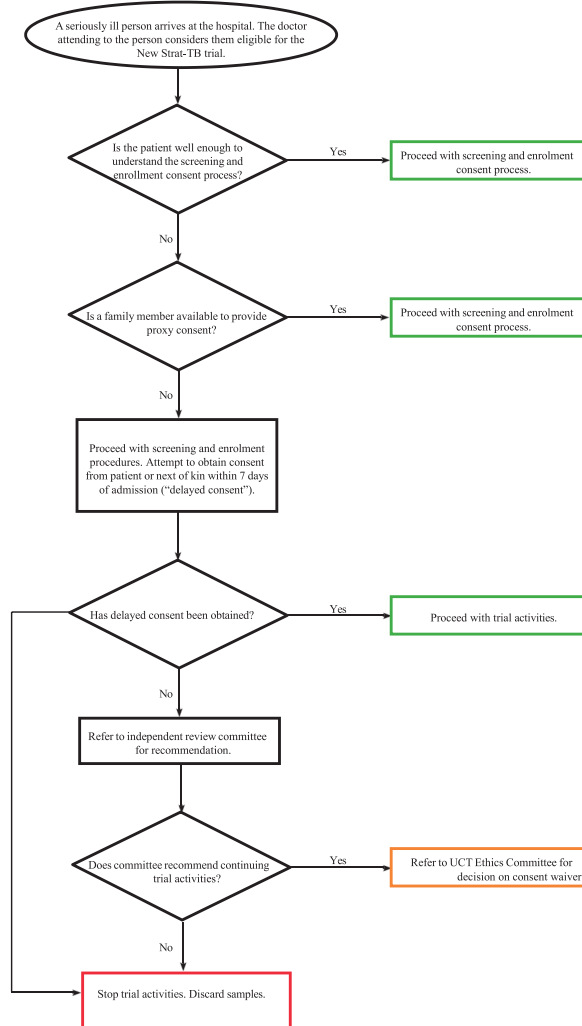 A seriously ill person arrives at the hospital. The doctor
attending to the person considers them eligible for the
New Strat-TB trial.
Is the patient well enough to
understand the screening and
enrollment consent process?
Yes
Proceed with screening and enrolment
consent process.
No
Is a family member available to provide
proxy consent?
Yes
Proceed with screening and enrolment
consent process.
No
Proceed with screening and enrolment
procedures. Attempt to obtain consent
from patient or next of kin within 7 days
of admission (“delayed consent”).
Has delayed consent been obtained?
Yes
Proceed with trial activities.
No
Refer to independent review committee
for recommendation.
Does committee recommend continuing
trial activities?
Yes
Refer to UCT Ethics Committee for
decision on consent waiver
No
Stop trial activities. Discard samples.